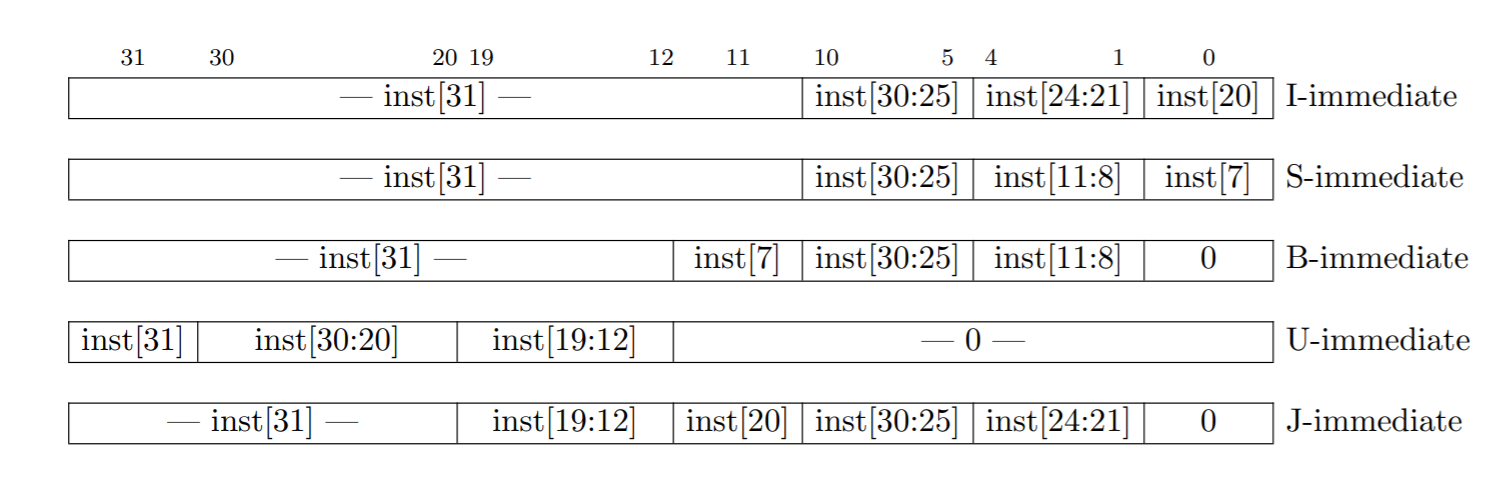 31 30 20 19 12 11 10 5 4 1 0
— inst[31] — inst[30:25] inst[24:21] inst[20] I-immediate
— inst[31] — inst[30:25] inst[11:8] inst[7] S-immediate
— inst[31] — inst[7] inst[30:25] inst[11:8] 0 B-immediate
inst[31] inst[30:20] inst[19:12] — 0 — U-immediate
— inst[31] — inst[19:12] inst[20] inst[30:25] inst[24:21] 0 J-immediate